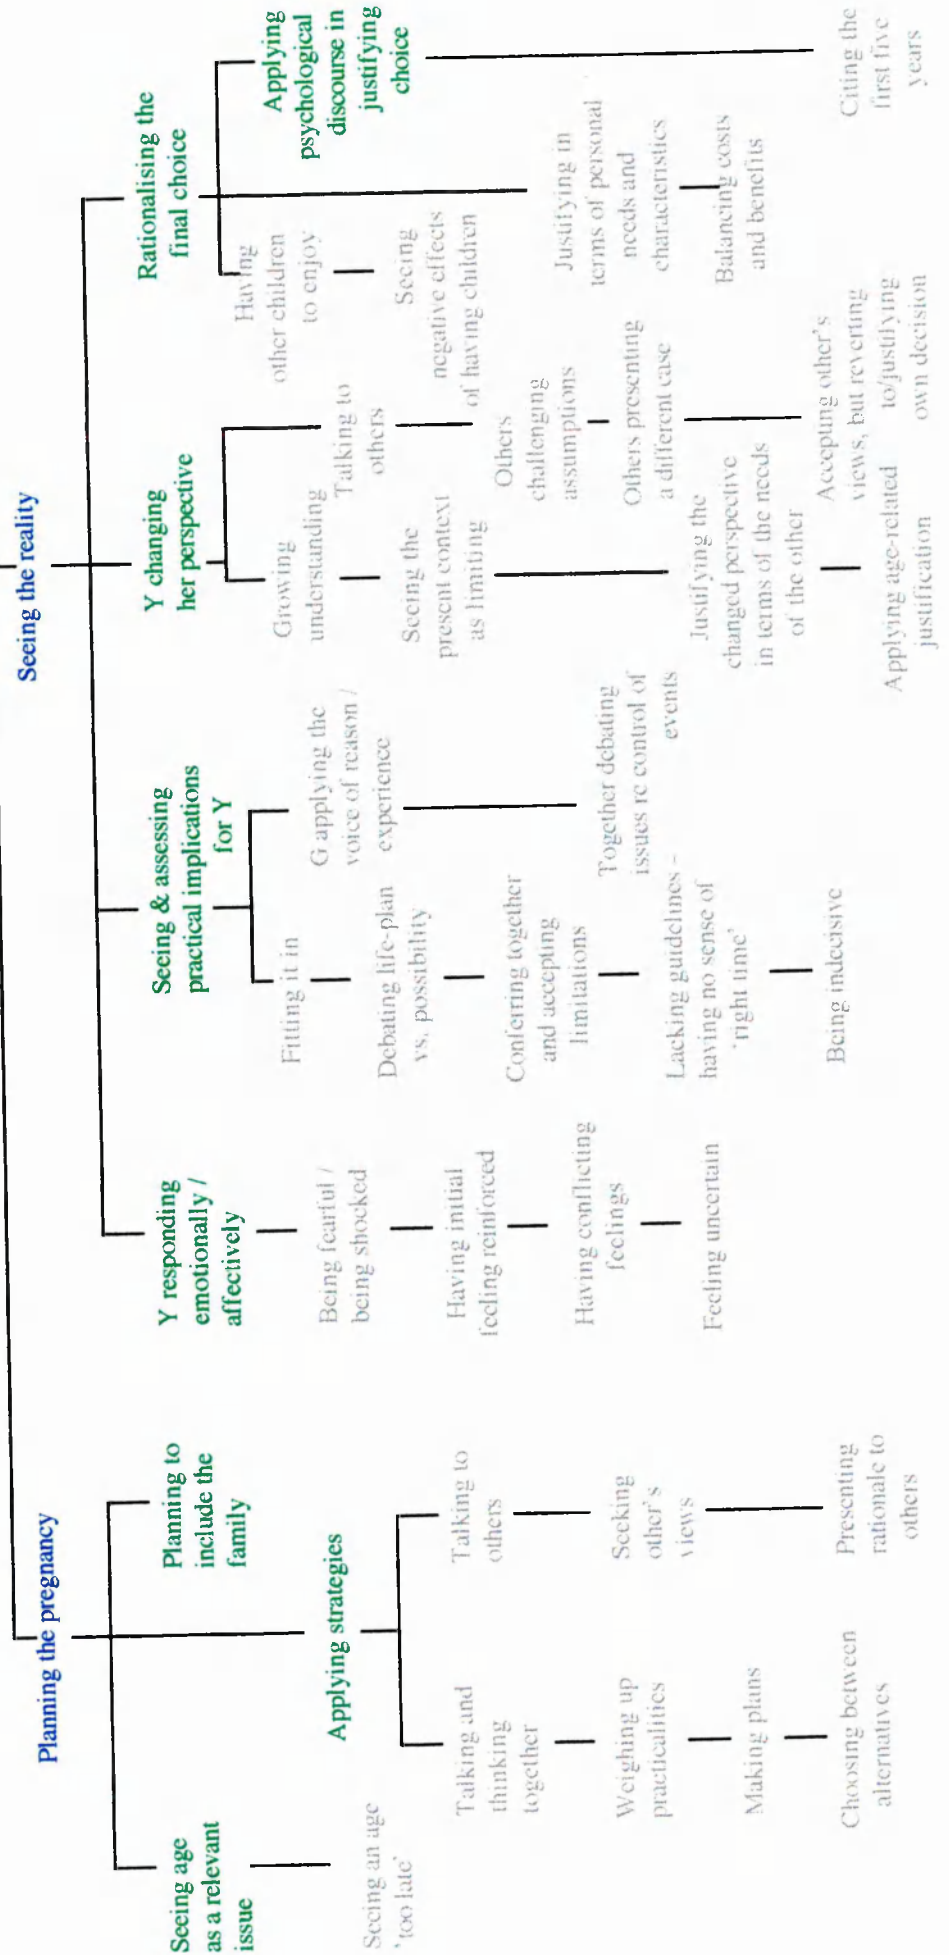 Planning the pregnancy
Seeing age
as a relevant
issue
Seeing an age
'too late'
Planning to
include the
family
Applying strategies
Talking and
thinking
together
Weighing up
practicalities
Making plans
Choosing between
alternatives
Talking to
others
Seeking
other's
views
Presenting
rationale to
others
Seeing the reality
Y responding
emotionally /
affectively
Being fearful /
being shocked
Having initial
feeling reinforced
Having conflicting
feelings
Feeling uncertain
Seeing & assessing
practical implications
for Y
Fitting it in
Debating life-plan
vs. possibility
Conferring together
and accepting
limitations
Lacking guidelines –
having no sense of
'right time'
Being indecisive
G applying the
voice of reason /
experience
Together debating
issues re control of
events
Y changing
her perspective
Growing
understanding
Seeing the
present context
as limiting
Justifying the
changed perspective
in terms of the needs
of the other
Applying age-related
justification
Talking to
others
Others
challenging
assumptions
Others presenting
a different case
Accepting other's
views, but reverting
to/justifying
own decision
Rationalising the
final choice
Having
other children
to enjoy
Seeing
negative effects
of having children
Justifying in
terms of personal
needs and
characteristics
Balancing costs
and benefits
Applying
psychological
discourse in
justifying
choice
Citing the
first five
years